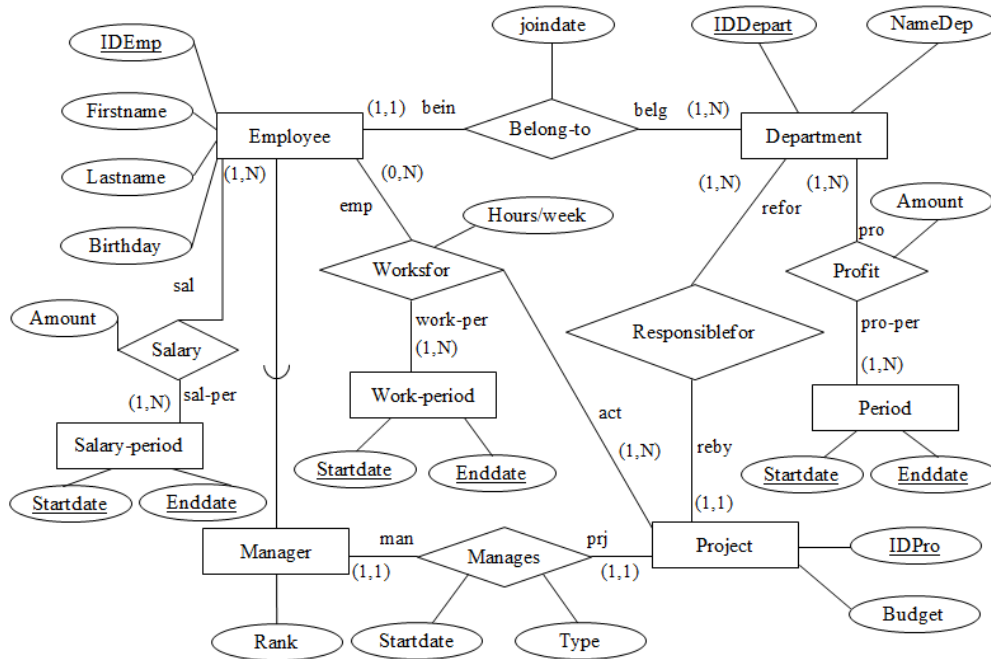 joindate
IDDepart
NameDep
IDEmp
Firstname
(1,1)
bein
belg
(1,N)
Employee
Belong-to
Department
Lastname
(1,N)
(0,N)
(1,N)
(1,N)
emp
refor
Amount
Hours/week
Birthday
pro
sal
Worksfor
Profit
Amount
work-per
pro-per
Salary
Responsiblefor
(1,N)
sal-per
(1,N)
(1,N)
Work-period
act
Period
Salary-period
(1,N)
reby
Startdate
Enddate
Startdate
Enddate
Startdate
Enddate
(1,1)
man
prj
Manager
Manages
Project
IDPro
(1,1)
(1,1)
Budget
Rank
Startdate
Type